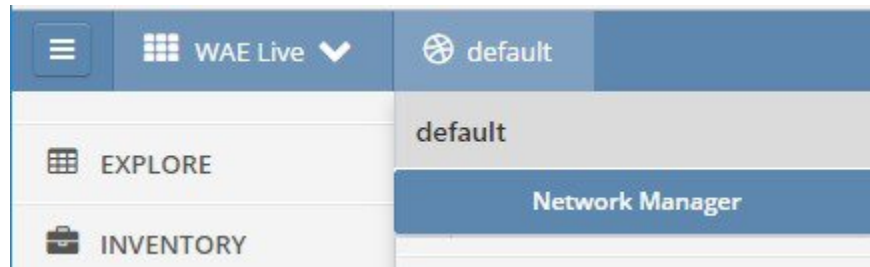 WAE Live default
default
EXPLORE
Network Manager
INVENTORY